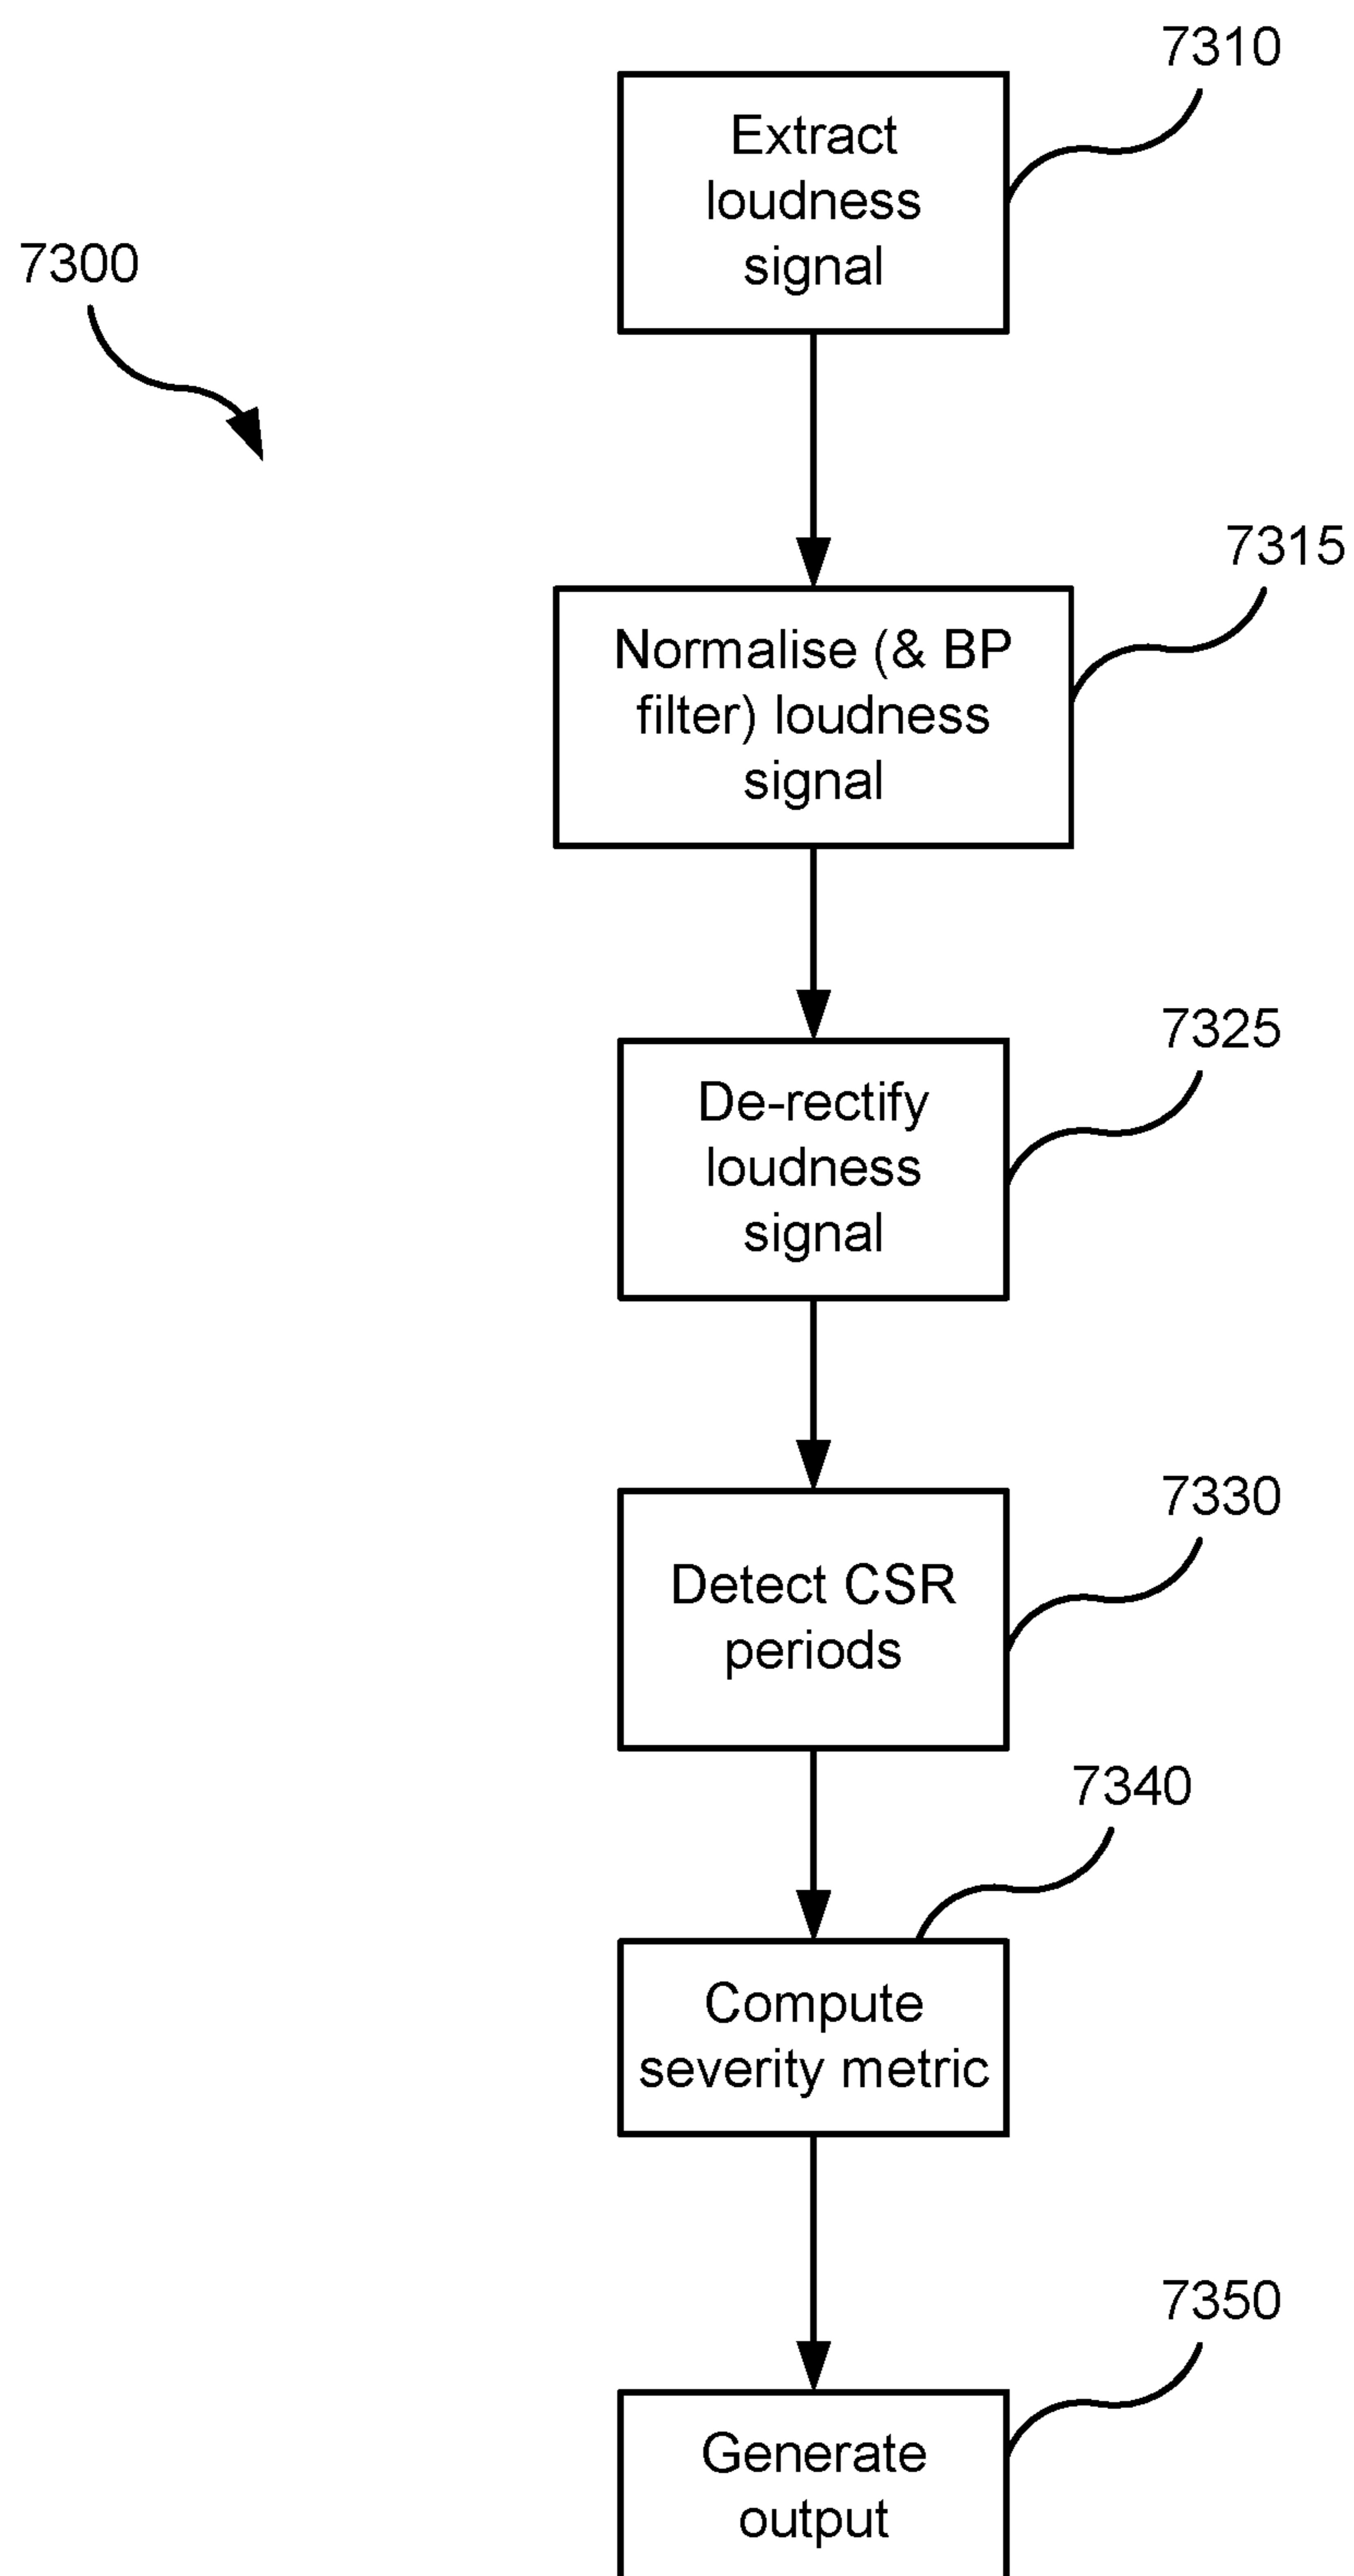 7310
Extract
loudness
signal
7300
7315
Normalise (& BP
filter) loudness
signal
7325
De-rectify
loudness
signal
7330
Detect CSR
periods
7340
Compute
severity metric
7350
Generate
output